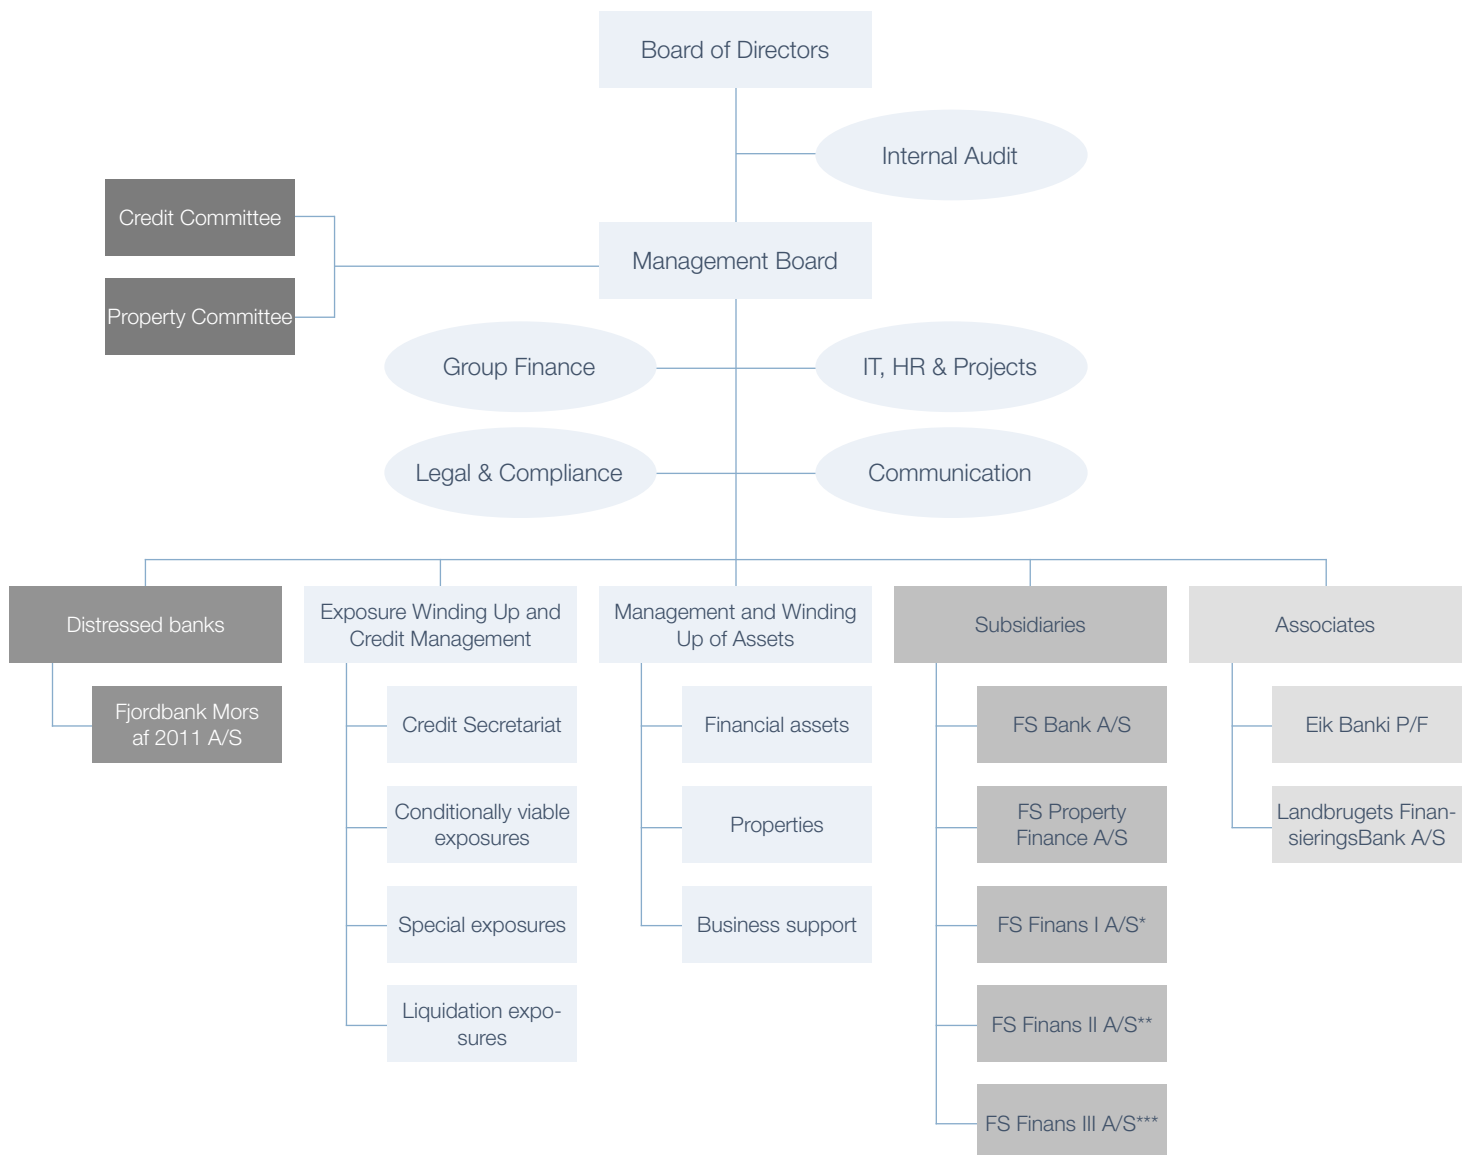 Board of Directors
Internal Audit
Credit Committee
Management Board
Property Committee
Group Finance
IT, HR & Projects
Legal & Compliance
Communication
Distressed banks
Fjordbank Mors
af 2011 A/S
Exposure Winding Up and
Credit Management
Credit Secretariat
Conditionally viable
exposures
Special exposures
Liquidation expo-
sures
Management and Winding
Up of Assets
Financial assets
Properties
Business support
Subsidiaries
FS Bank A/S
FS Property
Finance A/S
FS Finans I A/S*
FS Finans II A/S**
FS Finans III A/S***
Associates
Eik Banki P/F
Landbrugets Finan-
sieringsBank A/S